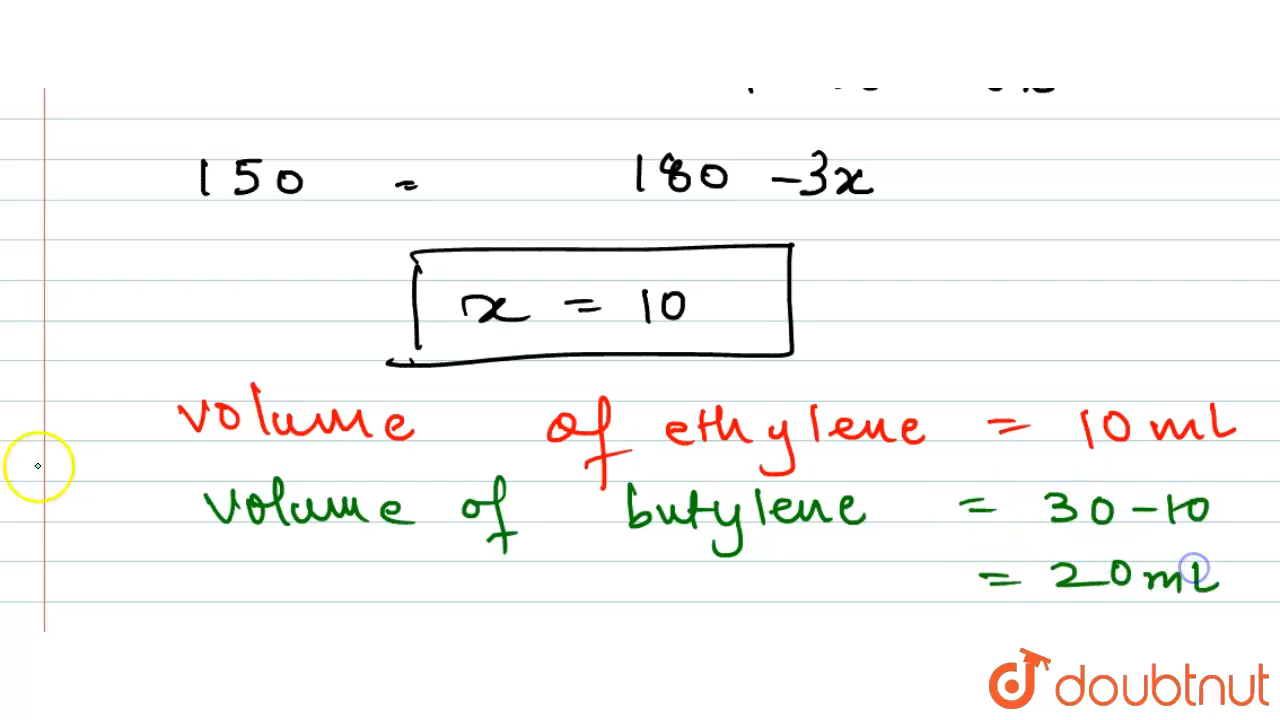 150 = 180 - 3x
x = 10
volume of ethylene = 10 mL
volume of butylene = 30 - 10
= 20 mL
doubtnut